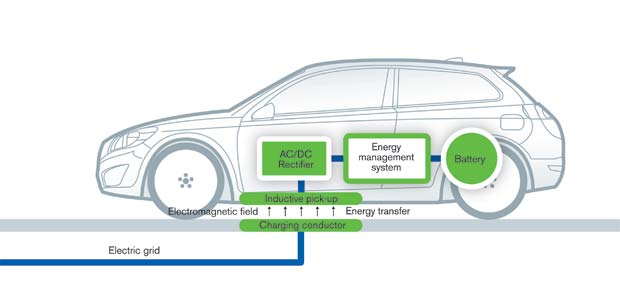 AC/DC
Rectifier
Energy
management
system
Battery
Inductive pick-up
Electromagnetic field
Energy transfer
Charging conductor
Electric grid